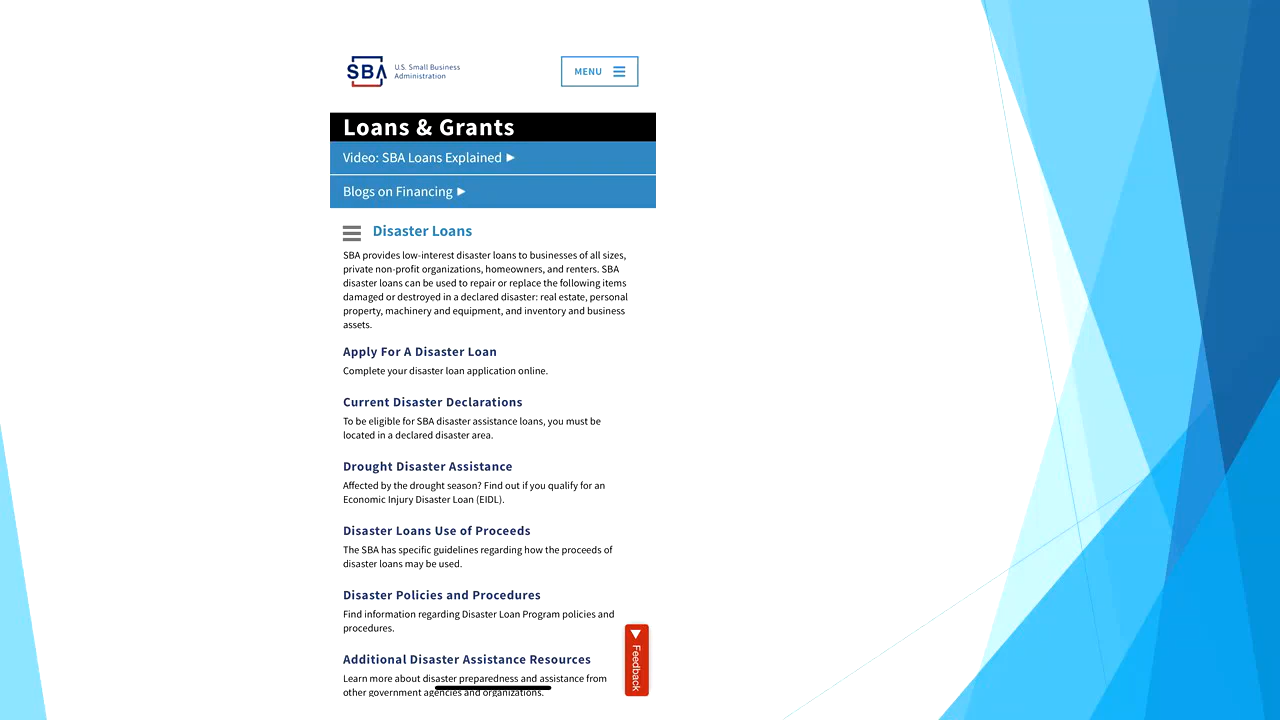 SBA U.S. Small Business
Administration
MENU
Loans & Grants
Video: SBA Loans Explained
Blogs on Financing
Disaster Loans
SBA provides low-interest disaster loans to businesses of all sizes,
private non-profit organizations, homeowners, and renters. SBA
disaster loans can be used to repair or replace the following items
damaged or destroyed in a declared disaster: real estate, personal
property, machinery and equipment, and inventory and business
assets.
Apply For A Disaster Loan
Complete your disaster loan application online.
Current Disaster Declarations
To be eligible for SBA disaster assistance loans, you must be
located in a declared disaster area.
Drought Disaster Assistance
Affected by the drought season? Find out if you qualify for an
Economic Injury Disaster Loan (EIDL).
Disaster Loans Use of Proceeds
The SBA has specific guidelines regarding how the proceeds of
disaster loans may be used.
Disaster Policies and Procedures
Find information regarding Disaster Loan Program policies and
procedures.
Additional Disaster Assistance Resources
Learn more about disaster preparedness and assistance from
other government agencies and organizations.
Feedback